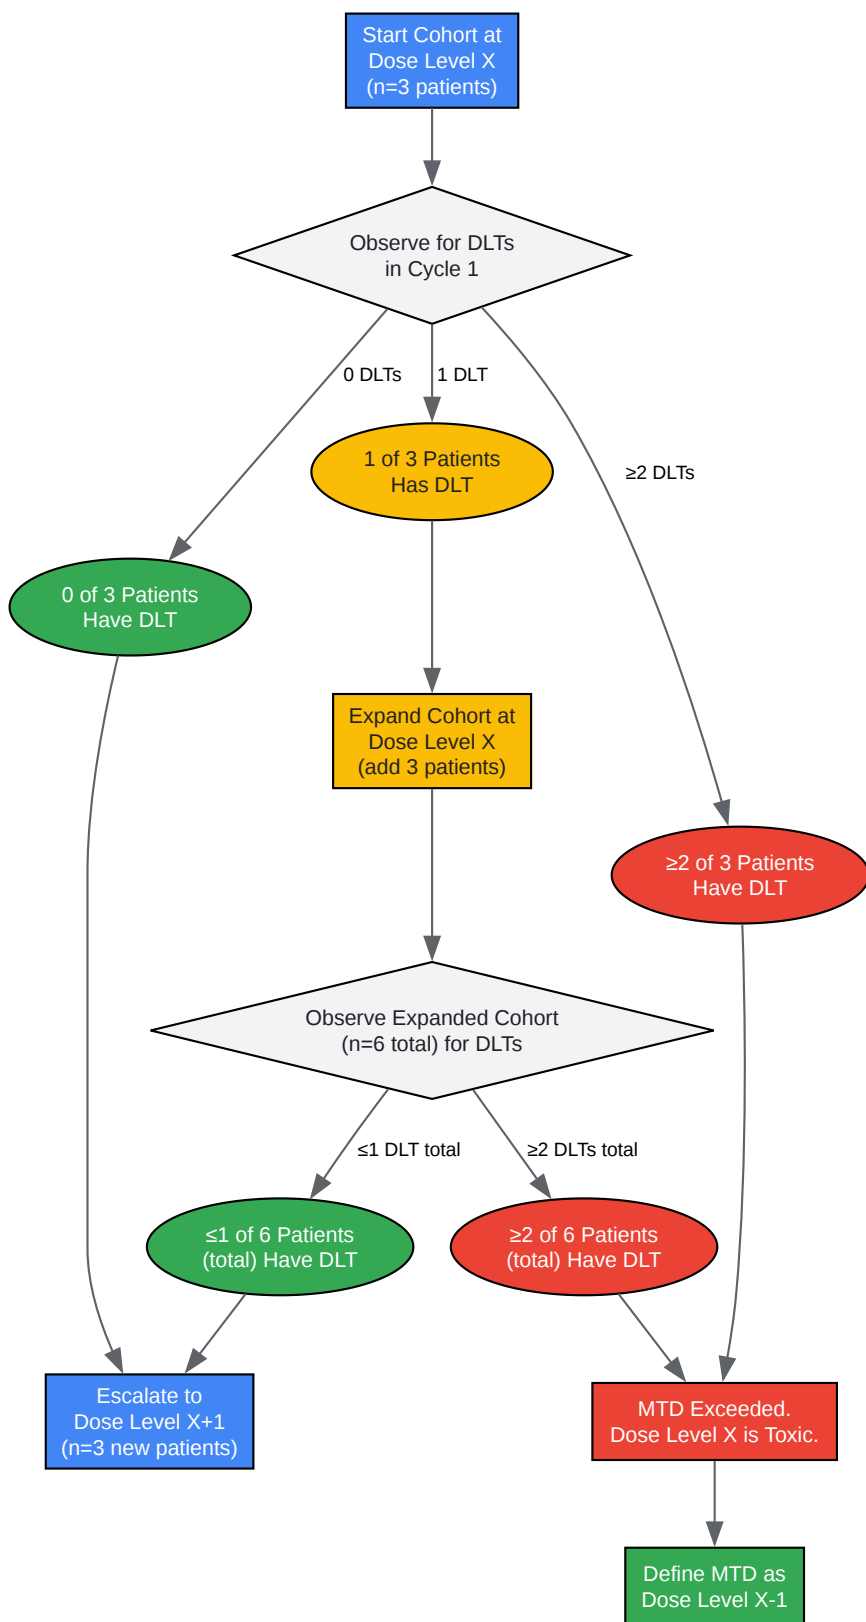 Start Cohort at
Dose Level X
(n=3 patients)
Observe for DLTs
in Cycle 1
0 DLTs
1 DLT
≥2 DLTs
1 of 3 Patients
Has DLT
0 of 3 Patients
Have DLT
Expand Cohort at
Dose Level X
(add 3 patients)
≥2 of 3 Patients
Have DLT
Observe Expanded Cohort
(n=6 total) for DLTs
≤1 DLT total
≥2 DLTs total
≤1 of 6 Patients
(total) Have DLT
≥2 of 6 Patients
(total) Have DLT
Escalate to
Dose Level X+1
(n=3 new patients)
MTD Exceeded.
Dose Level X is Toxic.
Define MTD as
Dose Level X-1